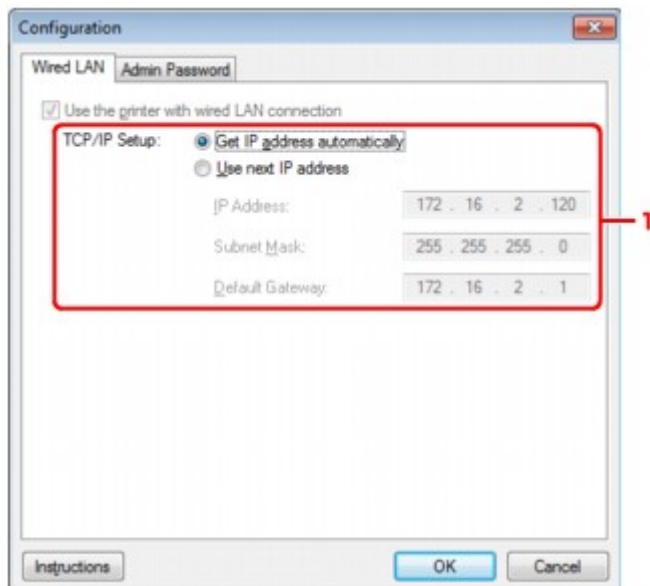 Configuration
Wired LAN Admin Password
Use the printer with wired LAN connection
TCP/IP Setup: Get IP address automatically
Use next IP address
IP Address: 172 . 16 . 2 . 120
Subnet Mask: 255 . 255 . 255 . 0
Default Gateway: 172 . 16 . 2 . 1
1
Instructions OK Cancel